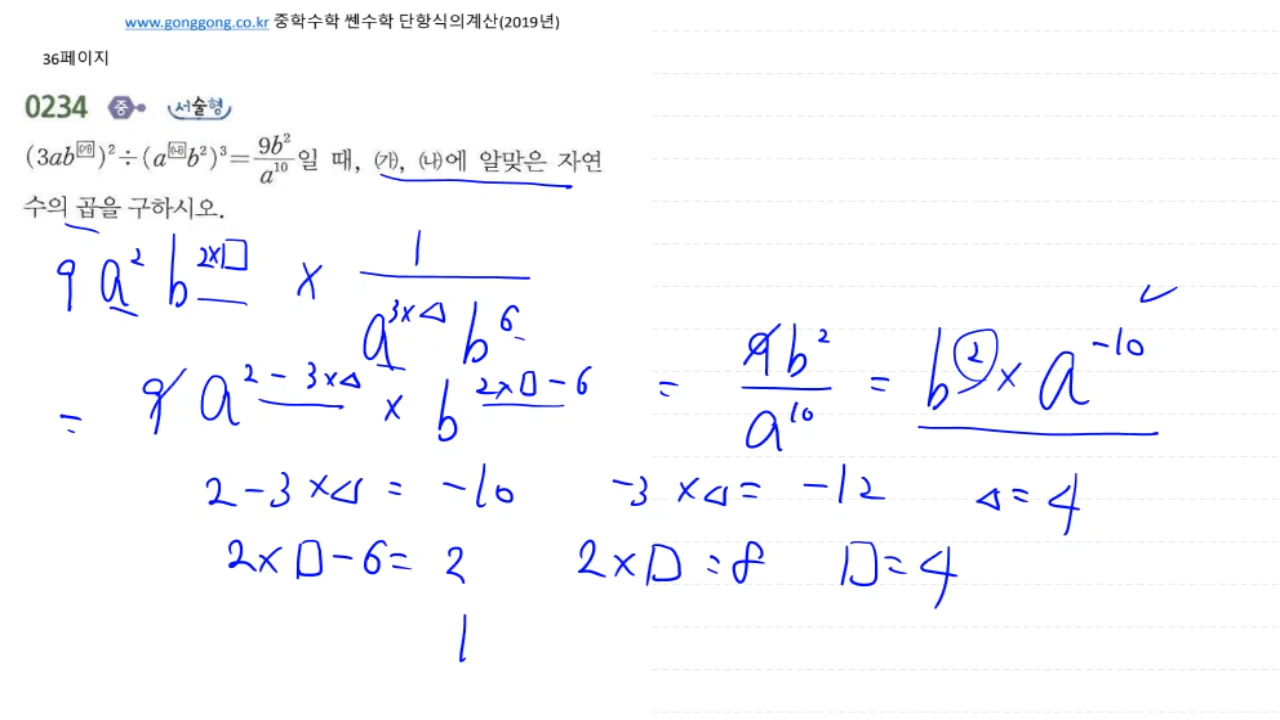 www.gonggong.co.kr 중학수학 쎈수학 단항식의계산(2019년)
36페이지
0234 중 서술형
(3ab^(가))²÷(a^(나)b²)³=9b²/a¹⁰일 때, ㈎, ㈏에 알맞은 자연
수의 곱을 구하시오.
9a²b^(2×□) × 1/(a^(3×△)b⁶)
= 9a^(2-3×△) × b^(2×□-6) = 9b²/a¹⁰ = b² × a⁻¹⁰
2-3×△= -10 -3×△= -12 △=4
2×□-6= 2 2×□=8 □=4
1